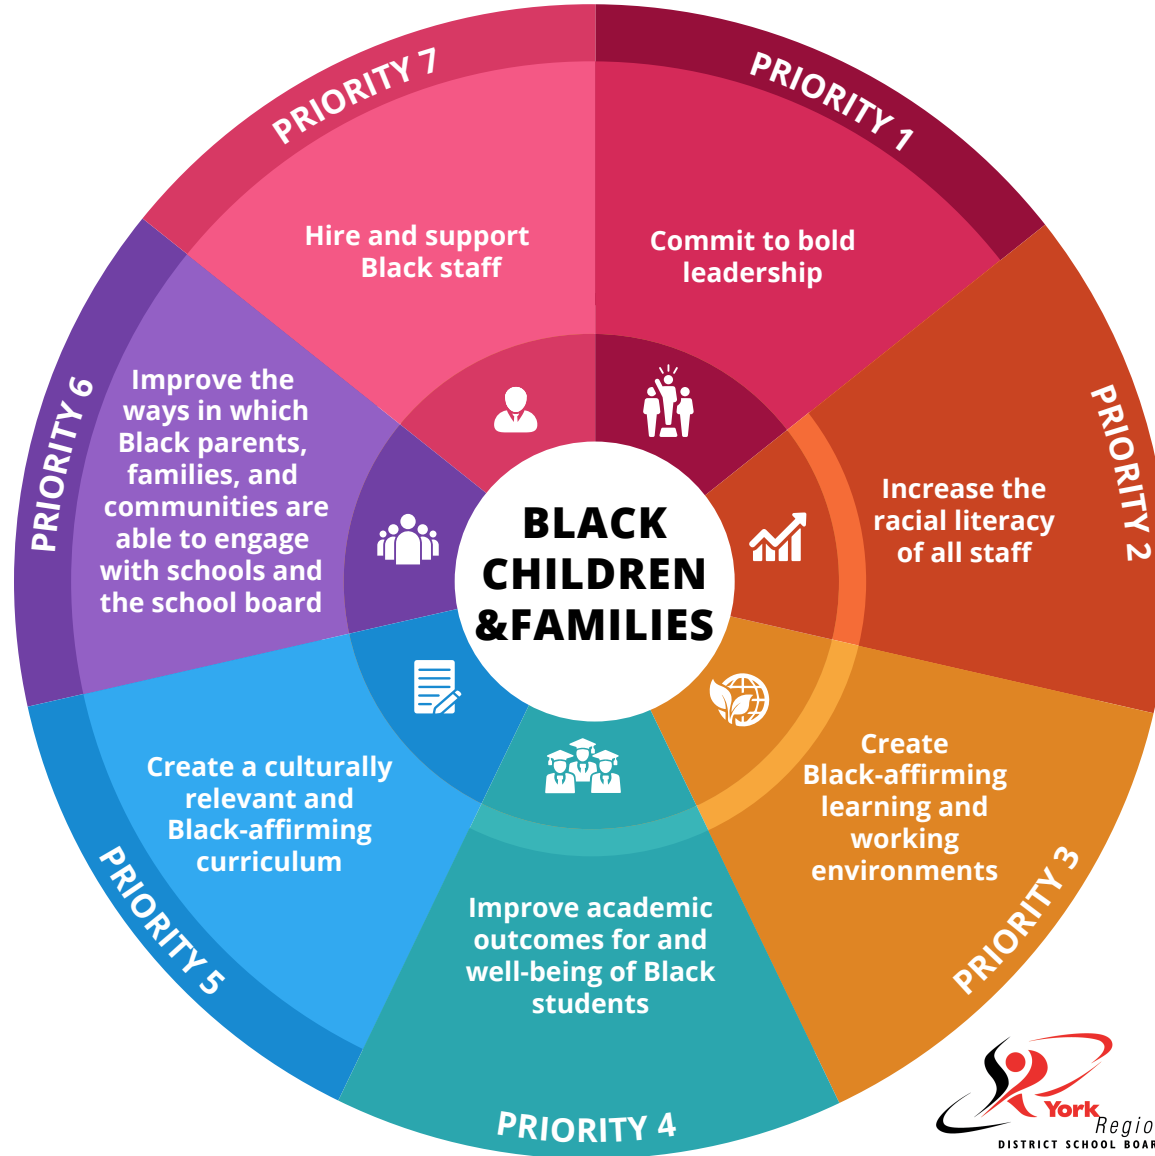 PRIORITY 1
Commit to bold
leadership
PRIORITY 2
Increase the
racial literacy
of all staff
PRIORITY 3
Create
Black-affirming
learning and
working
environments
PRIORITY 4
Improve academic
outcomes for and
well-being of Black
students
PRIORITY 5
Create a culturally
relevant and
Black-affirming
curriculum
PRIORITY 6
Improve the
ways in which
Black parents,
families, and
communities are
able to engage
with schools and
the school board
PRIORITY 7
Hire and support
Black staff
BLACK
CHILDREN
&FAMILIES
York
Regio
DISTRICT SCHOOL BOAR